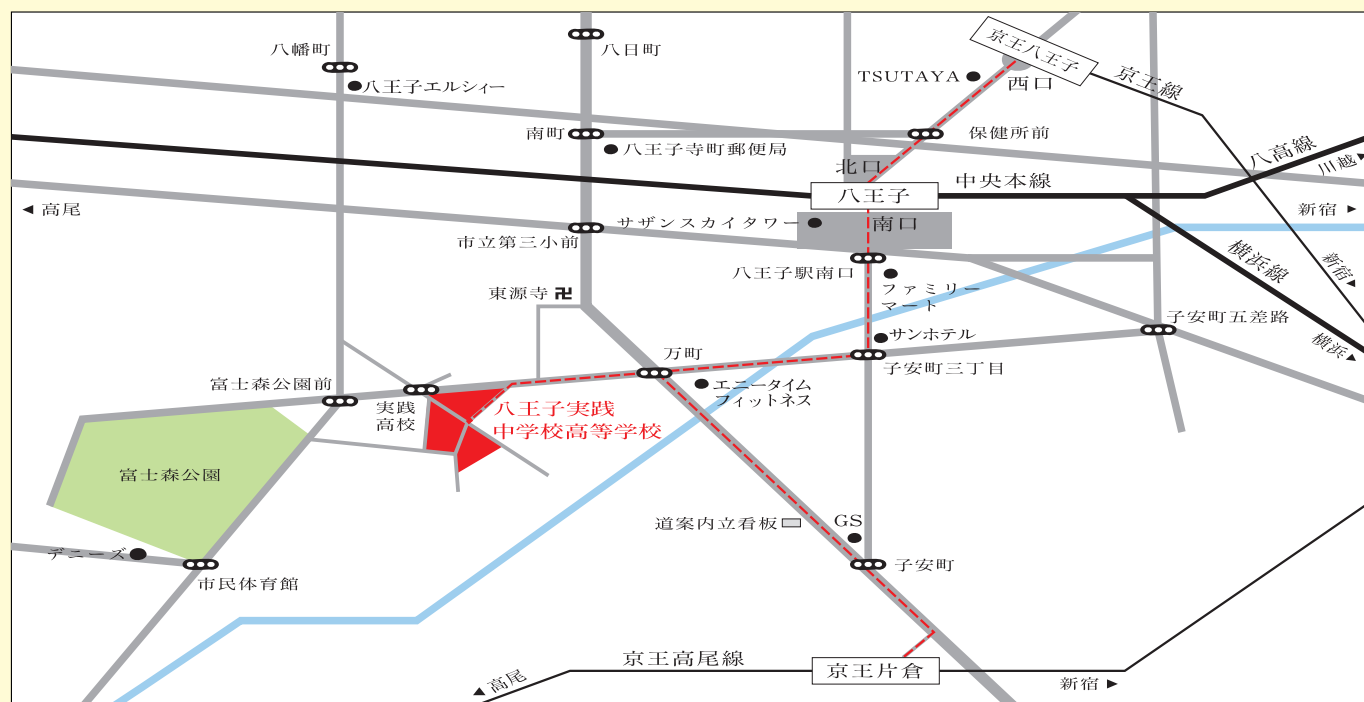 八幡町
八日町
京王八王子
京王線
TSUTAYA
西口
八王子エルシィー
南町
保健所前
八王子寺町郵便局
北口
八高線
川越▶
八王子
中央本線
◀ 高尾
新宿 ▶
サザンスカイタワー
南口
市立第三小前
八王子駅南口
横浜線
新宿▶
ファミリー
マート
東源寺 卍
子安町五差路
サンホテル
横浜▶
万町
子安町三丁目
富士森公園前
エニータイム
フィットネス
実践
高校
八王子実践
中学校高等学校
富士森公園
道案内立看板
GS
デニーズ
市民体育館
子安町
京王高尾線
京王片倉
◀高尾
新宿 ▶